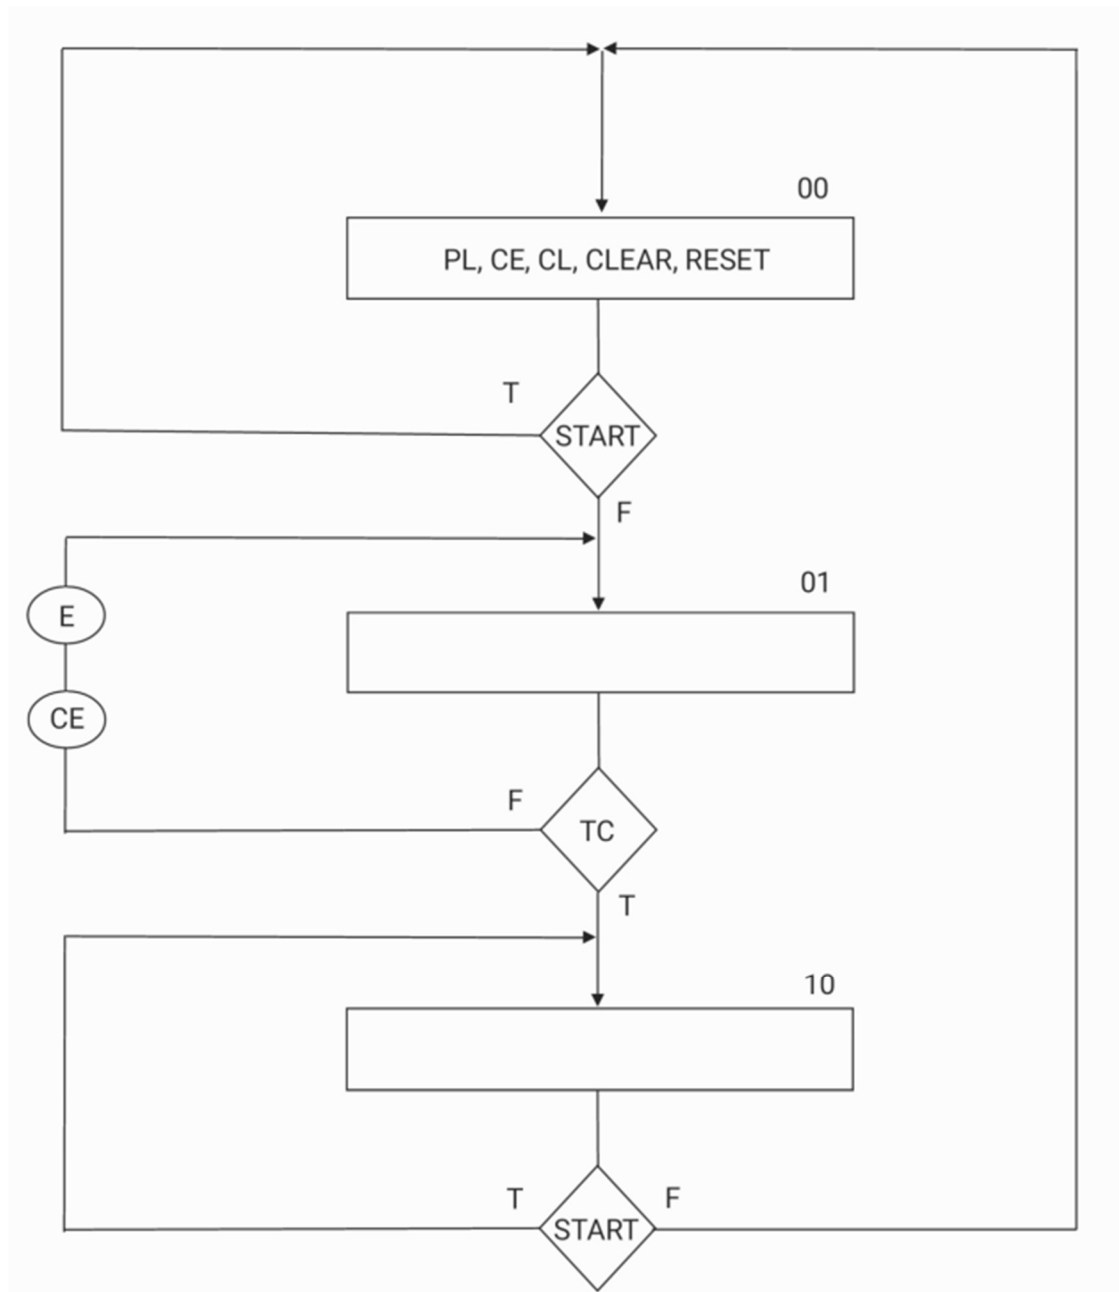 00
PL, CE, CL, CLEAR, RESET
T
START
F
01
E
CE
F
TC
T
10
T
F
START